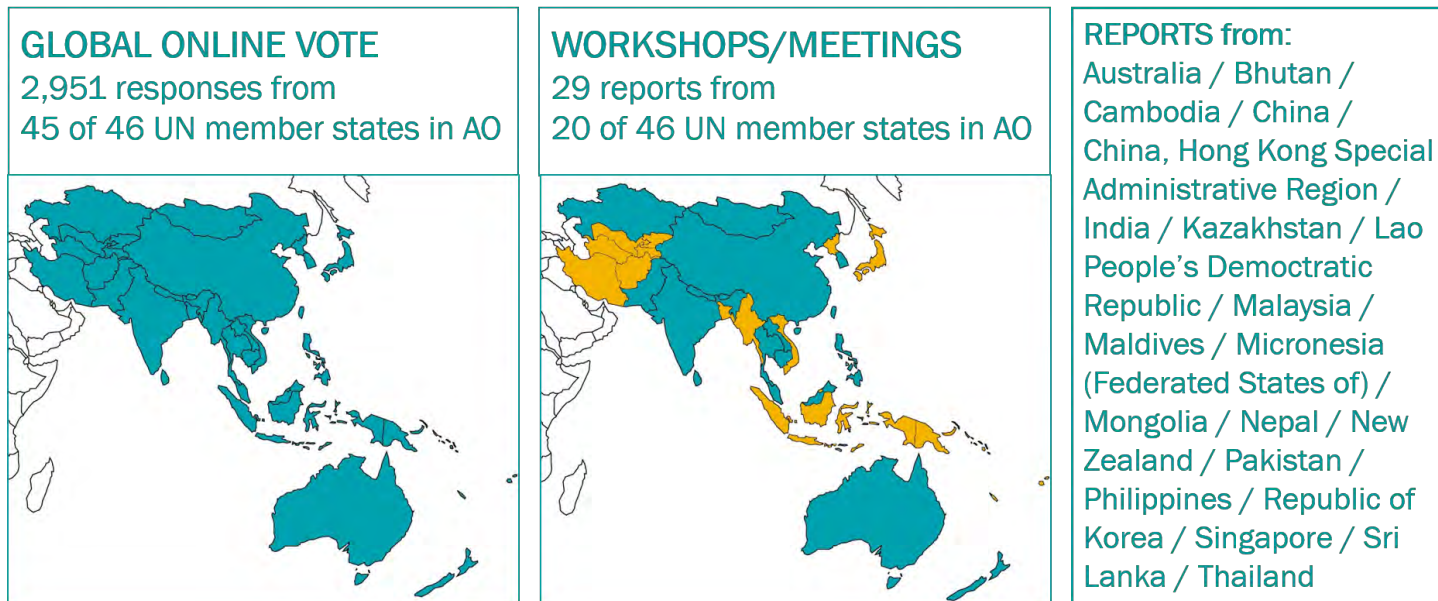 GLOBAL ONLINE VOTE
2,951 responses from
45 of 46 UN member states in AO
WORKSHOPS/MEETINGS
29 reports from
20 of 46 UN member states in AO
REPORTS from:
Australia / Bhutan /
Cambodia / China /
China, Hong Kong Special
Administrative Region /
India / Kazakhstan / Lao
People’s Democtratic
Republic / Malaysia /
Maldives / Micronesia
(Federated States of) /
Mongolia / Nepal / New
Zealand / Pakistan /
Philippines / Republic of
Korea / Singapore / Sri
Lanka / Thailand